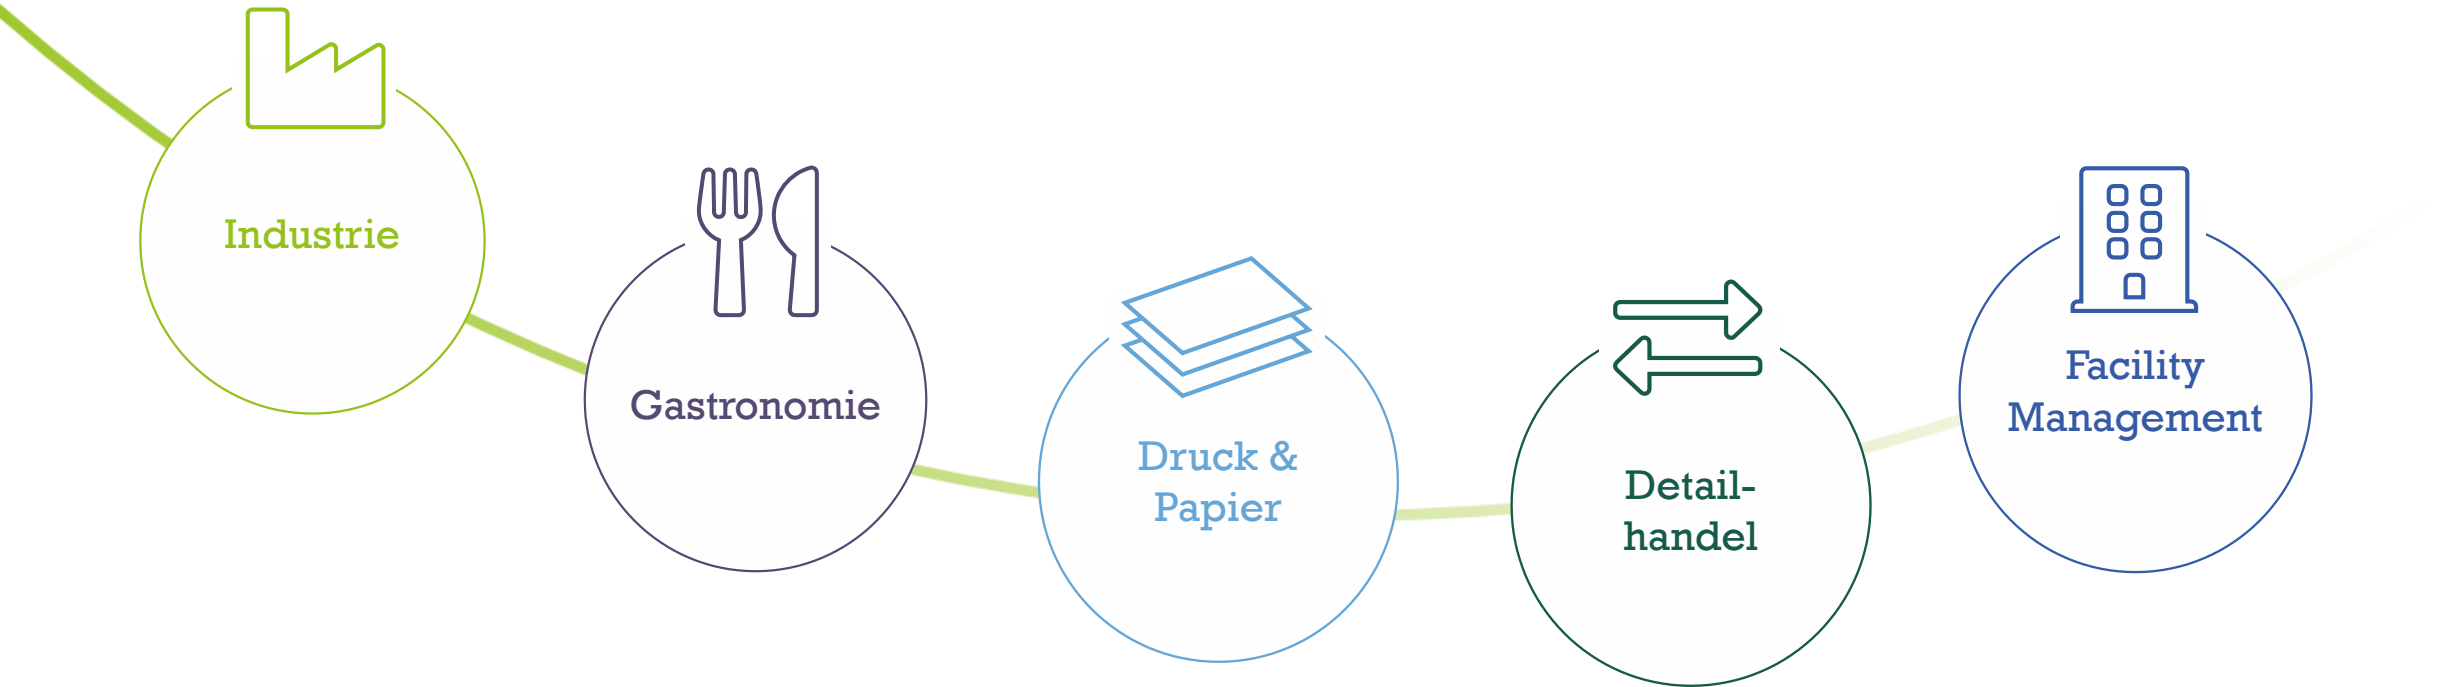 Industrie
Gastronomie
Druck &
Papier
Detail-
handel
Facility
Management